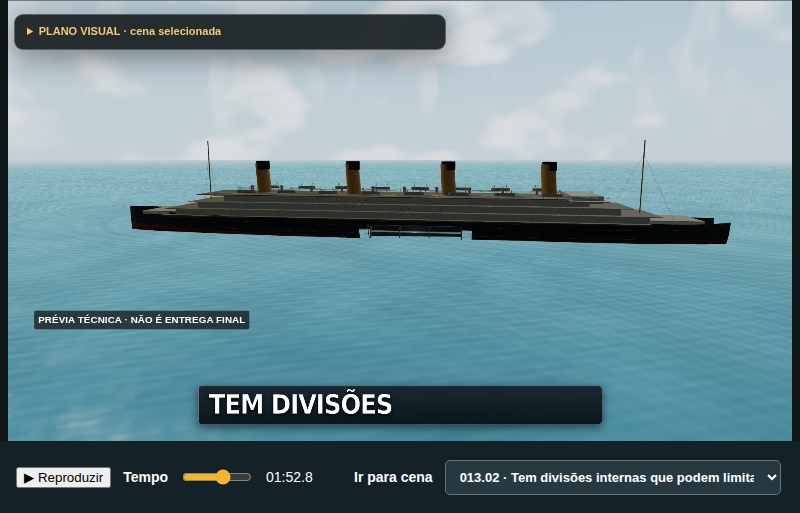 ▶ PLANO VISUAL · cena selecionada
PRÉVIA TÉCNICA · NÃO É ENTREGA FINAL
TEM DIVISÕES
▶ Reproduzir Tempo 01:52.8 Ir para cena 013.02 · Tem divisões internas que podem limita